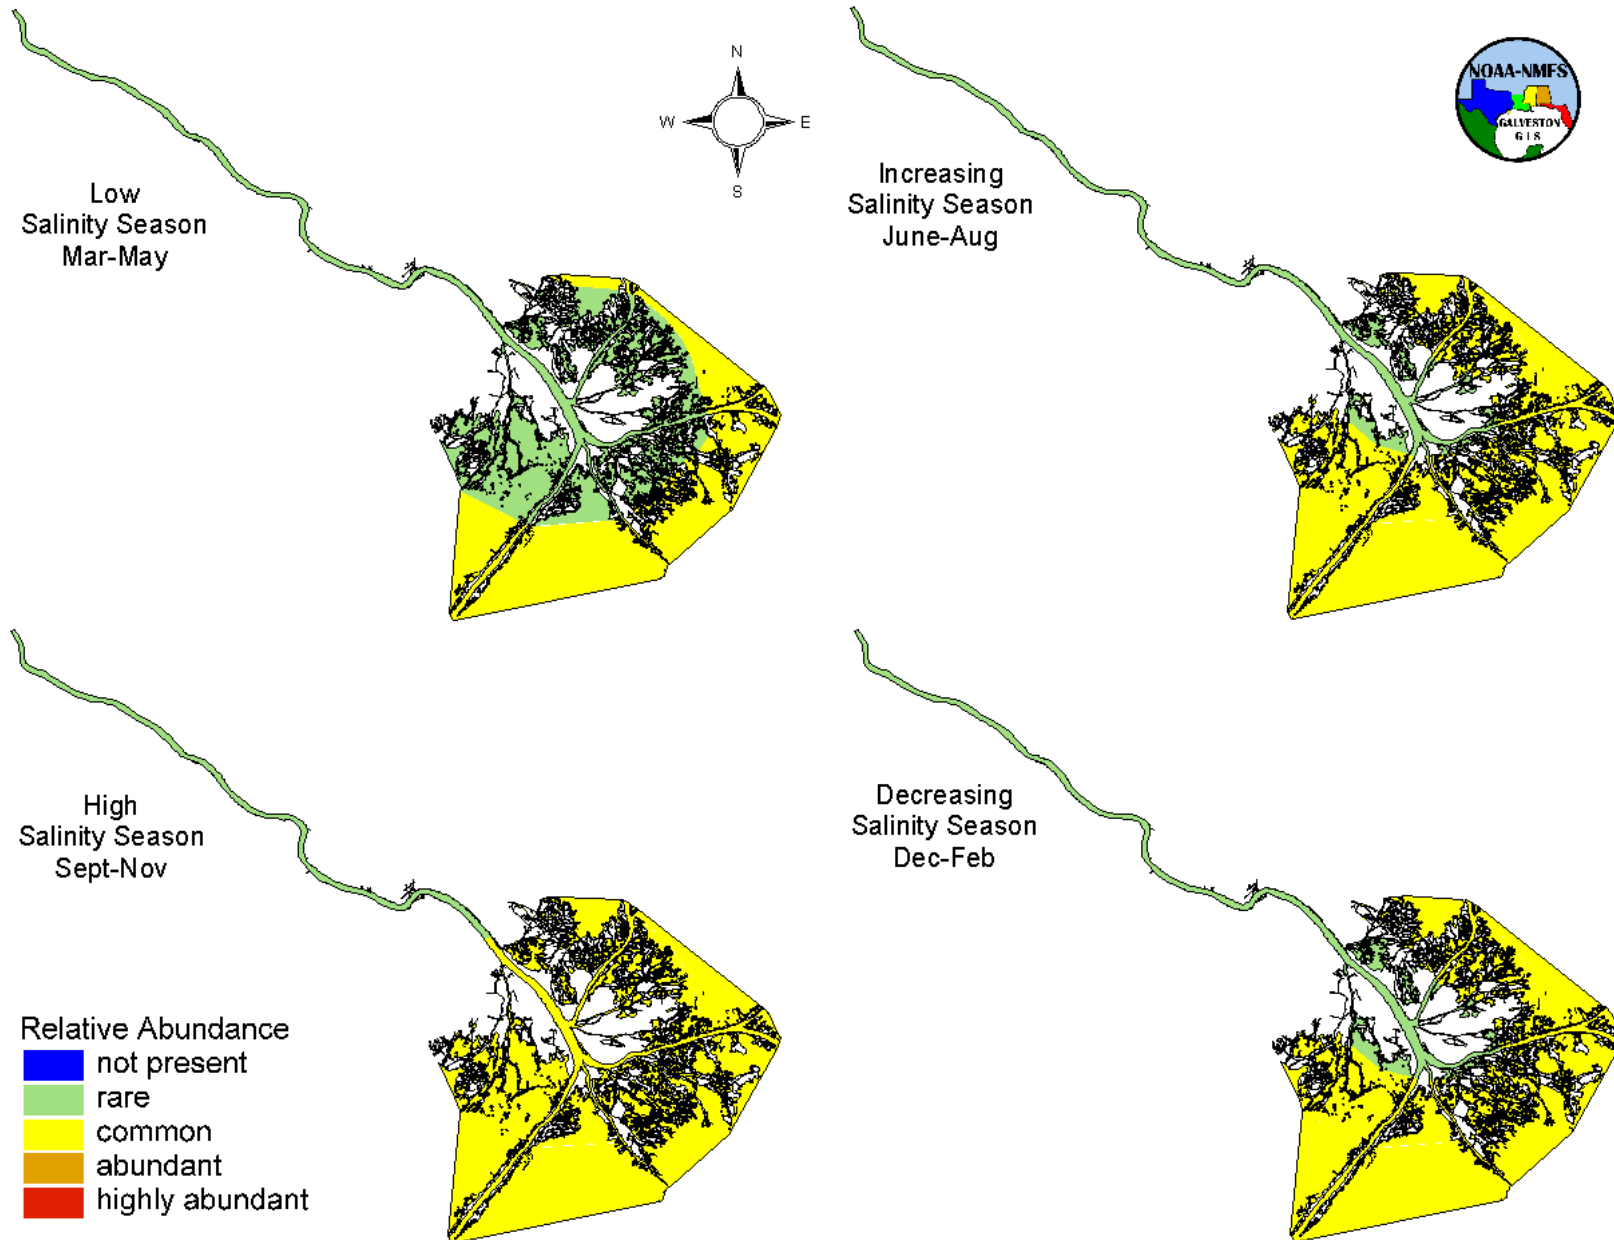 N
W E
S
NOAA-NMFS
GALVESTON
GIS
Low
Salinity Season
Mar-May
Increasing
Salinity Season
June-Aug
High
Salinity Season
Sept-Nov
Decreasing
Salinity Season
Dec-Feb
Relative Abundance
not present
rare
common
abundant
highly abundant